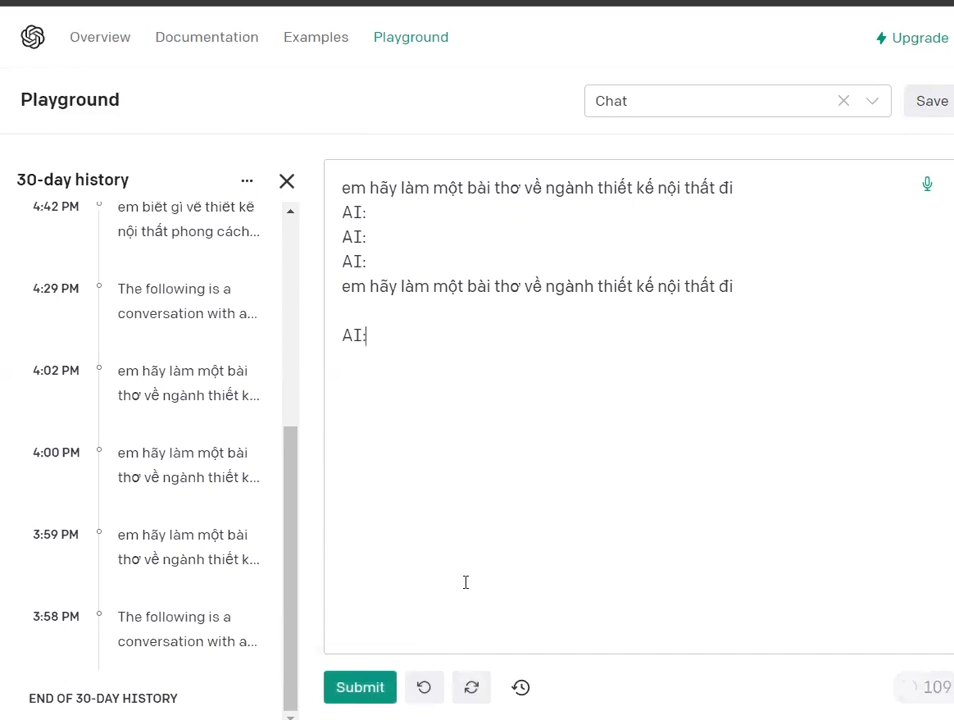 Overview Documentation Examples Playground Upgrade
Playground
Chat
Save
30-day history
4:42 PM em biết gì về thiết kế
nội thất phong cách...
4:29 PM The following is a
conversation with a...
4:02 PM em hãy làm một bài
thơ về ngành thiết k...
4:00 PM em hãy làm một bài
thơ về ngành thiết k...
3:59 PM em hãy làm một bài
thơ về ngành thiết k...
3:58 PM The following is a
conversation with a...
END OF 30-DAY HISTORY
em hãy làm một bài thơ về ngành thiết kế nội thất đi
AI:
AI:
AI:
em hãy làm một bài thơ về ngành thiết kế nội thất đi
AI:
Submit
109